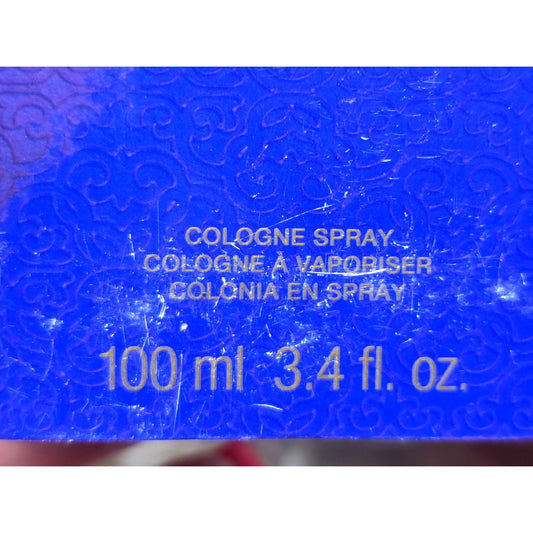 COLOGNE SPRAY
COLOGNE À VAPORISER
COLONIA EN SPRAY
100 ml 3.4 fl. oz.